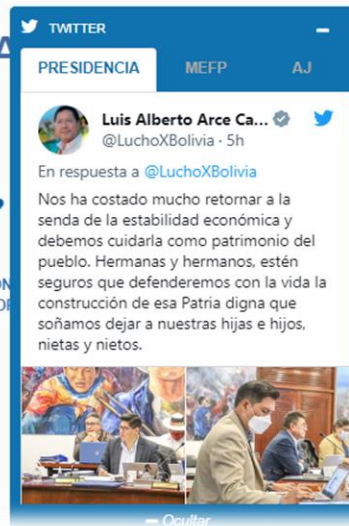 TWITTER
PRESIDENCIA MEFP AJ
Luis Alberto Arce Ca...
@LuchoXBolivia · 5h
En respuesta a @LuchoXBolivia
Nos ha costado mucho retornar a la
senda de la estabilidad económica y
debemos cuidarla como patrimonio del
pueblo. Hermanas y hermanos, estén
seguros que defenderemos con la vida la
construcción de esa Patria digna que
soñamos dejar a nuestras hijas e hijos,
nietas y nietos.
Ocultar